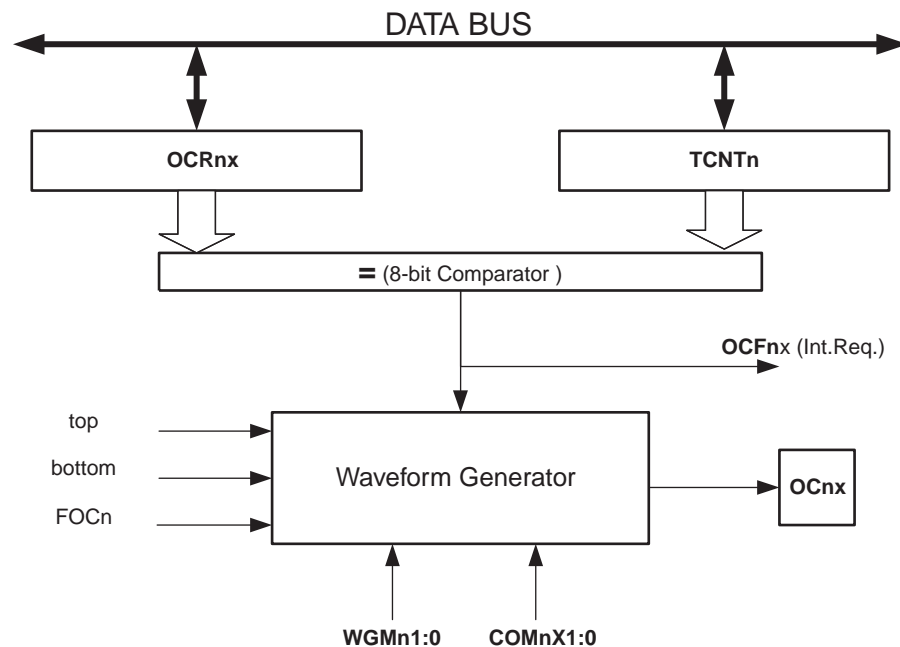 DATA BUS
OCRnx
TCNTn
= (8-bit Comparator )
OCFnx (Int.Req.)
top
bottom
FOCn
Waveform Generator
OCnx
WGMn1:0
COMnX1:0